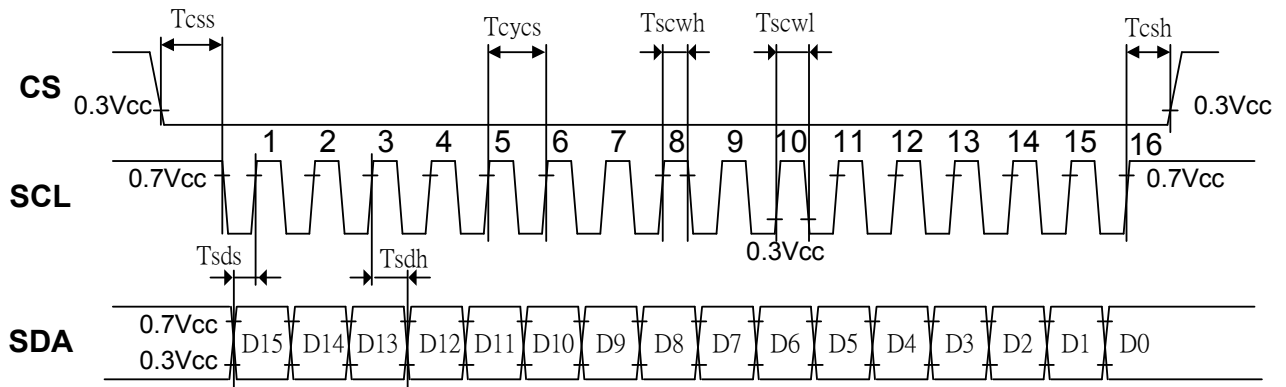 Tcss Tcycs Tscwh Tscwl Tcsh
CS
0.3Vcc 0.3Vcc
1 2 3 4 5 6 7 8 9 10 11 12 13 14 15 16
0.7Vcc 0.7Vcc
SCL
0.3Vcc
Tsds Tsdh
0.7Vcc
SDA D15 D14 D13 D12 D11 D10 D9 D8 D7 D6 D5 D4 D3 D2 D1 D0
0.3Vcc